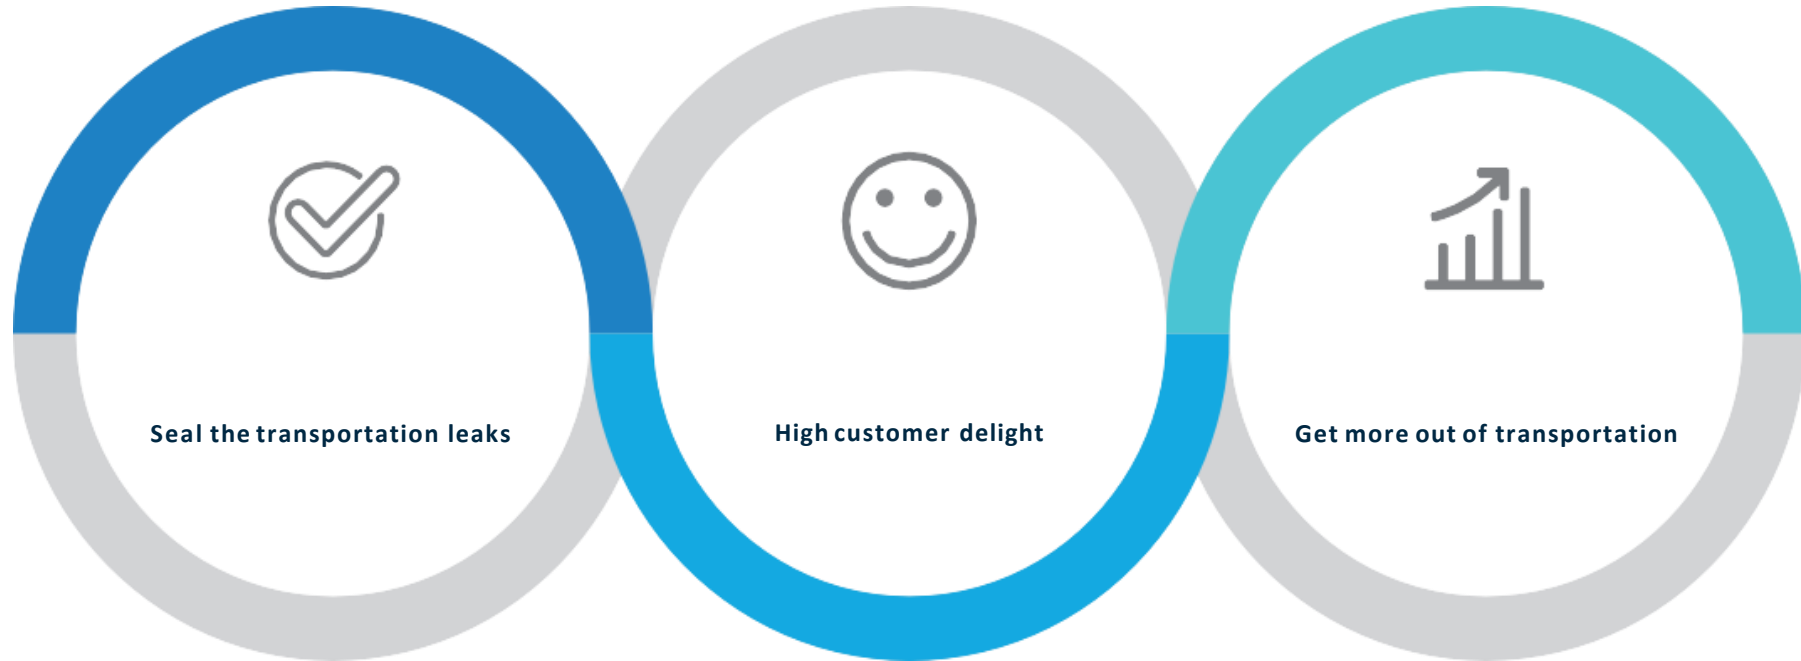 Seal the transportation leaks
High customer delight
Get more out of transportation